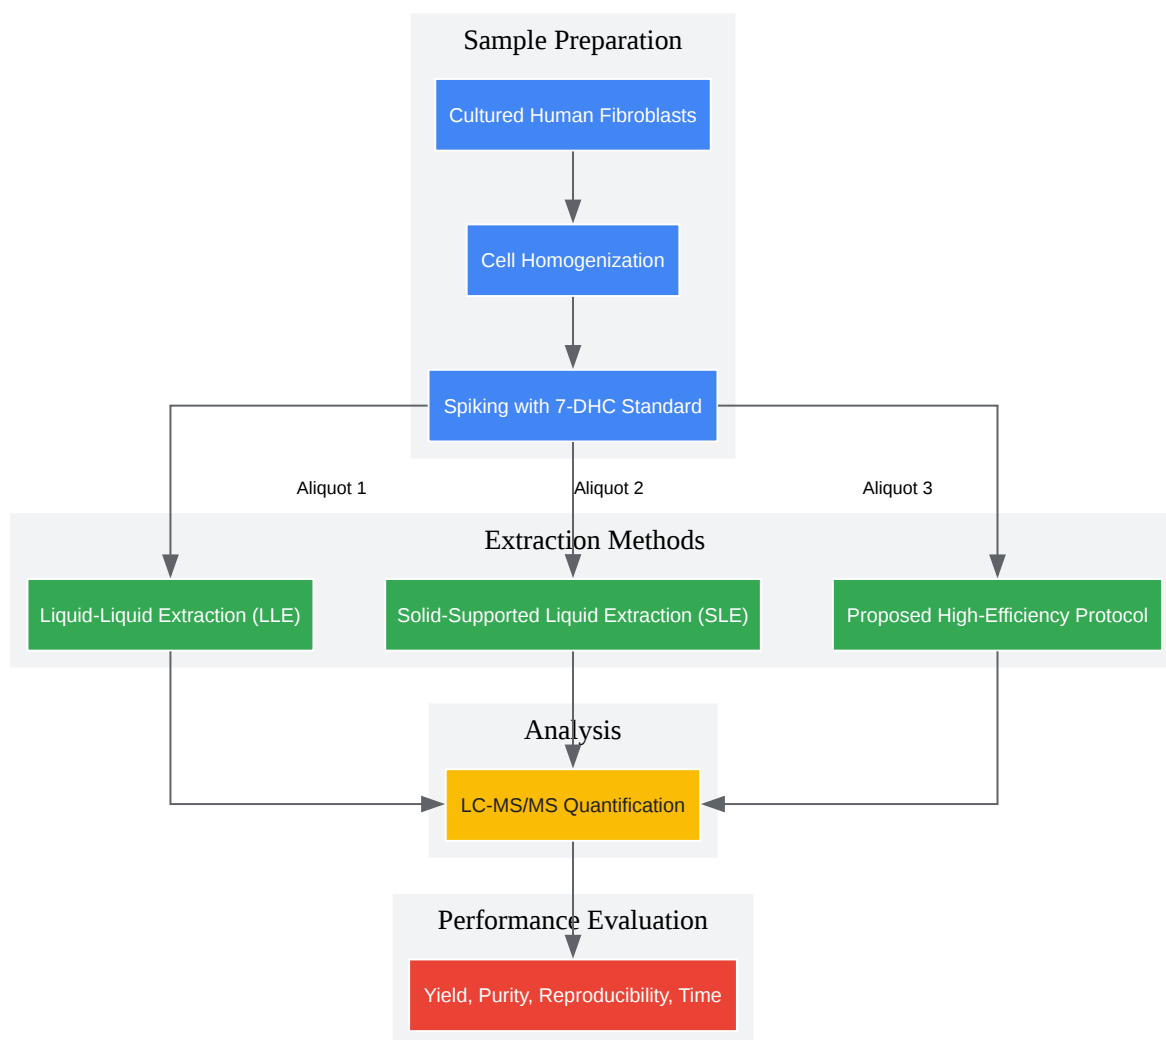 Sample Preparation
Cultured Human Fibroblasts
Cell Homogenization
Spiking with 7-DHC Standard
Aliquot 1
Aliquot 2
Aliquot 3
Extraction Methods
Liquid-Liquid Extraction (LLE)
Solid-Supported Liquid Extraction (SLE)
Proposed High-Efficiency Protocol
Analysis
LC-MS/MS Quantification
Performance Evaluation
Yield, Purity, Reproducibility, Time